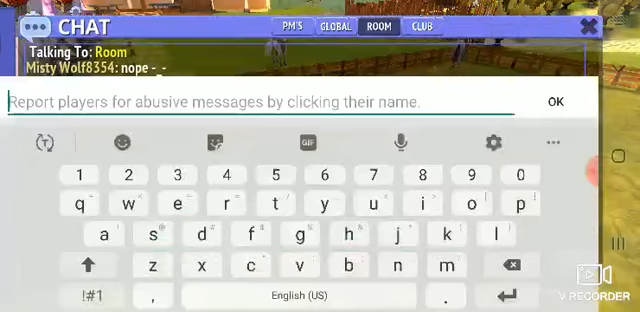 CHAT PM'S GLOBAL ROOM CLUB
Talking To: Room
Misty Wolf8354: nope -_-
Report players for abusive messages by clicking their name. OK
GIF
1 2 3 4 5 6 7 8 9 0
q w e r t y u i o p
a s d f g h j k l
z x c v b n m
!#1 , English (US) .
V RECORDER